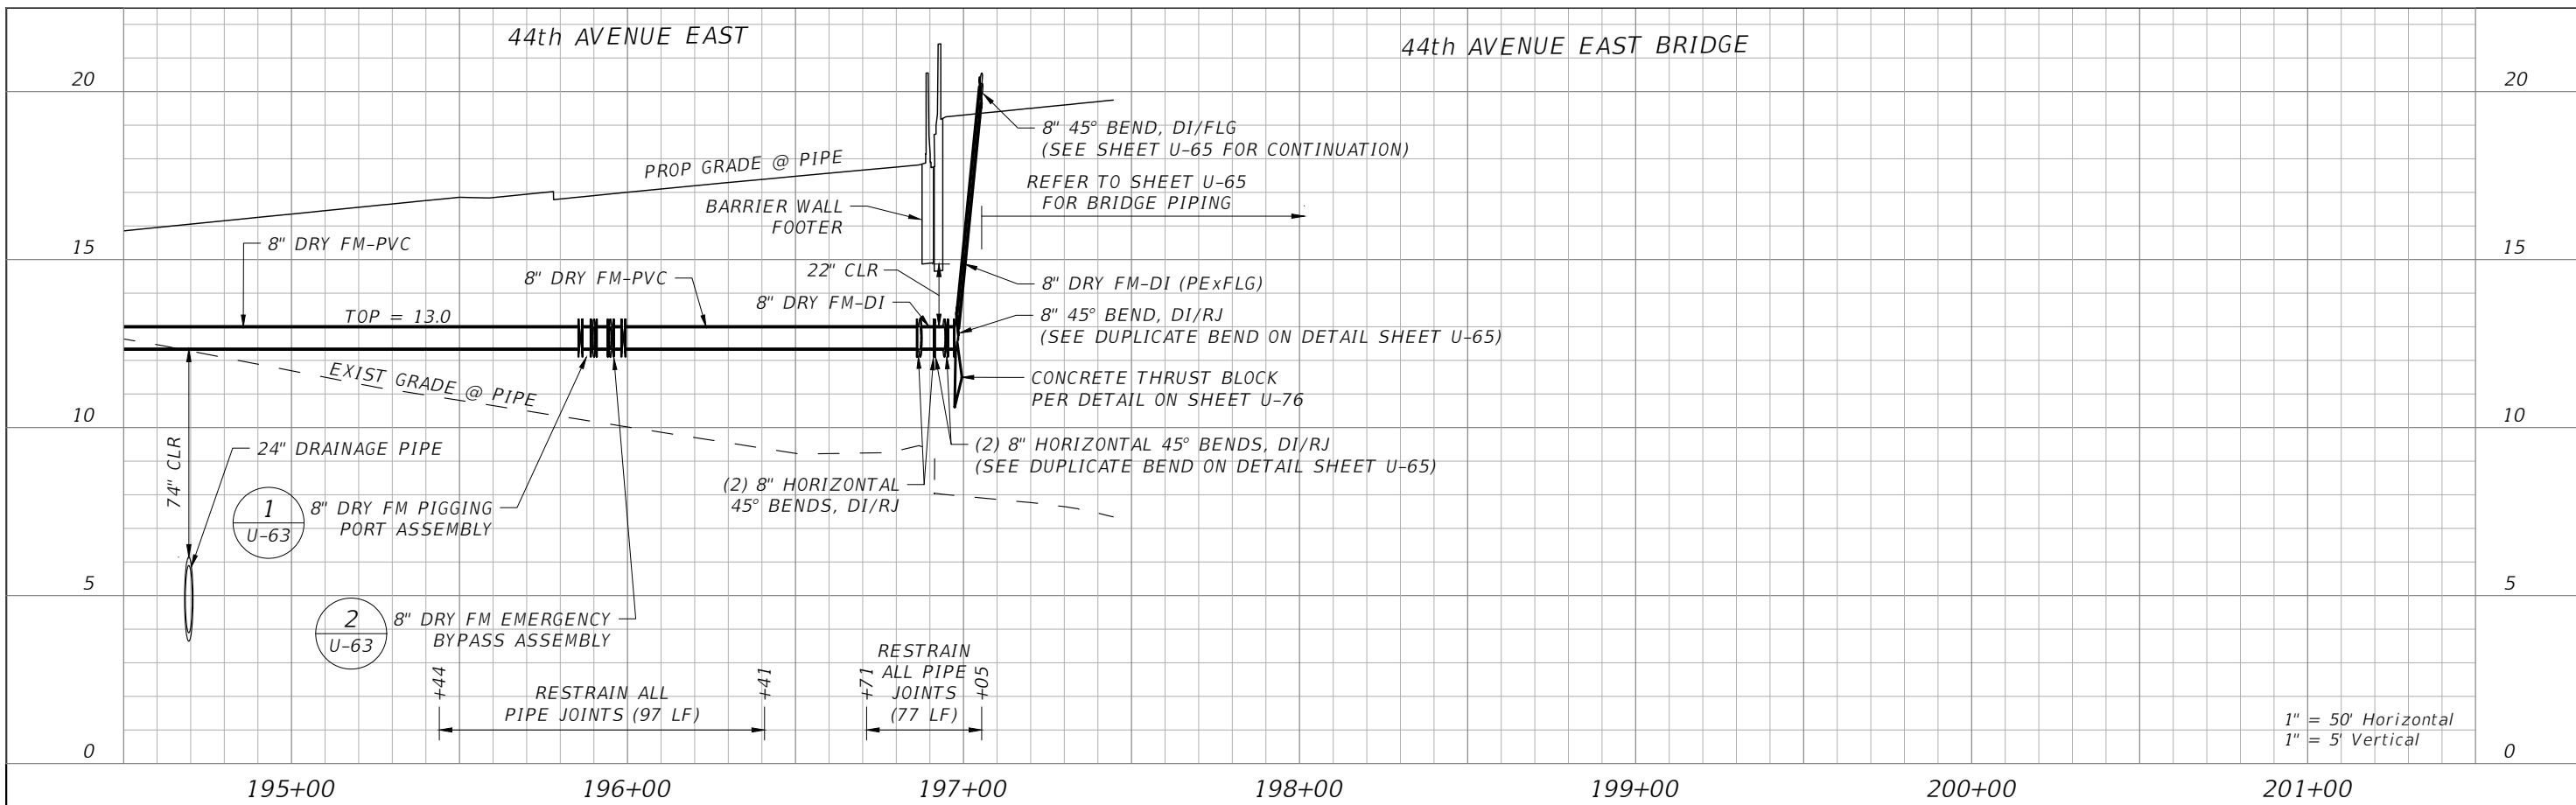 44th AVENUE EAST
44th AVENUE EAST BRIDGE
20
20
8" 45° BEND, DI/FLG
(SEE SHEET U-65 FOR CONTINUATION)
PROP GRADE @ PIPE
REFER TO SHEET U-65
FOR BRIDGE PIPING
BARRIER WALL
FOOTER
15
15
8" DRY FM-PVC
8" DRY FM-PVC
22" CLR
8" DRY FM-DI (PExFLG)
8" DRY FM-DI
TOP = 13.0
8" 45° BEND, DI/RJ
(SEE DUPLICATE BEND ON DETAIL SHEET U-65)
EXIST GRADE @ PIPE
CONCRETE THRUST BLOCK
PER DETAIL ON SHEET U-76
10
10
74" CLR
24" DRAINAGE PIPE
(2) 8" HORIZONTAL 45° BENDS, DI/RJ
(SEE DUPLICATE BEND ON DETAIL SHEET U-65)
(2) 8" HORIZONTAL
45° BENDS, DI/RJ
1
U-63
8" DRY FM PIGGING
PORT ASSEMBLY
5
5
2
U-63
8" DRY FM EMERGENCY
BYPASS ASSEMBLY
+44
RESTRAIN ALL
PIPE JOINTS (97 LF)
+41
+71
RESTRAIN
ALL PIPE
JOINTS
(77 LF)
+05
1" = 50' Horizontal
1" = 5' Vertical
0
0
195+00
196+00
197+00
198+00
199+00
200+00
201+00